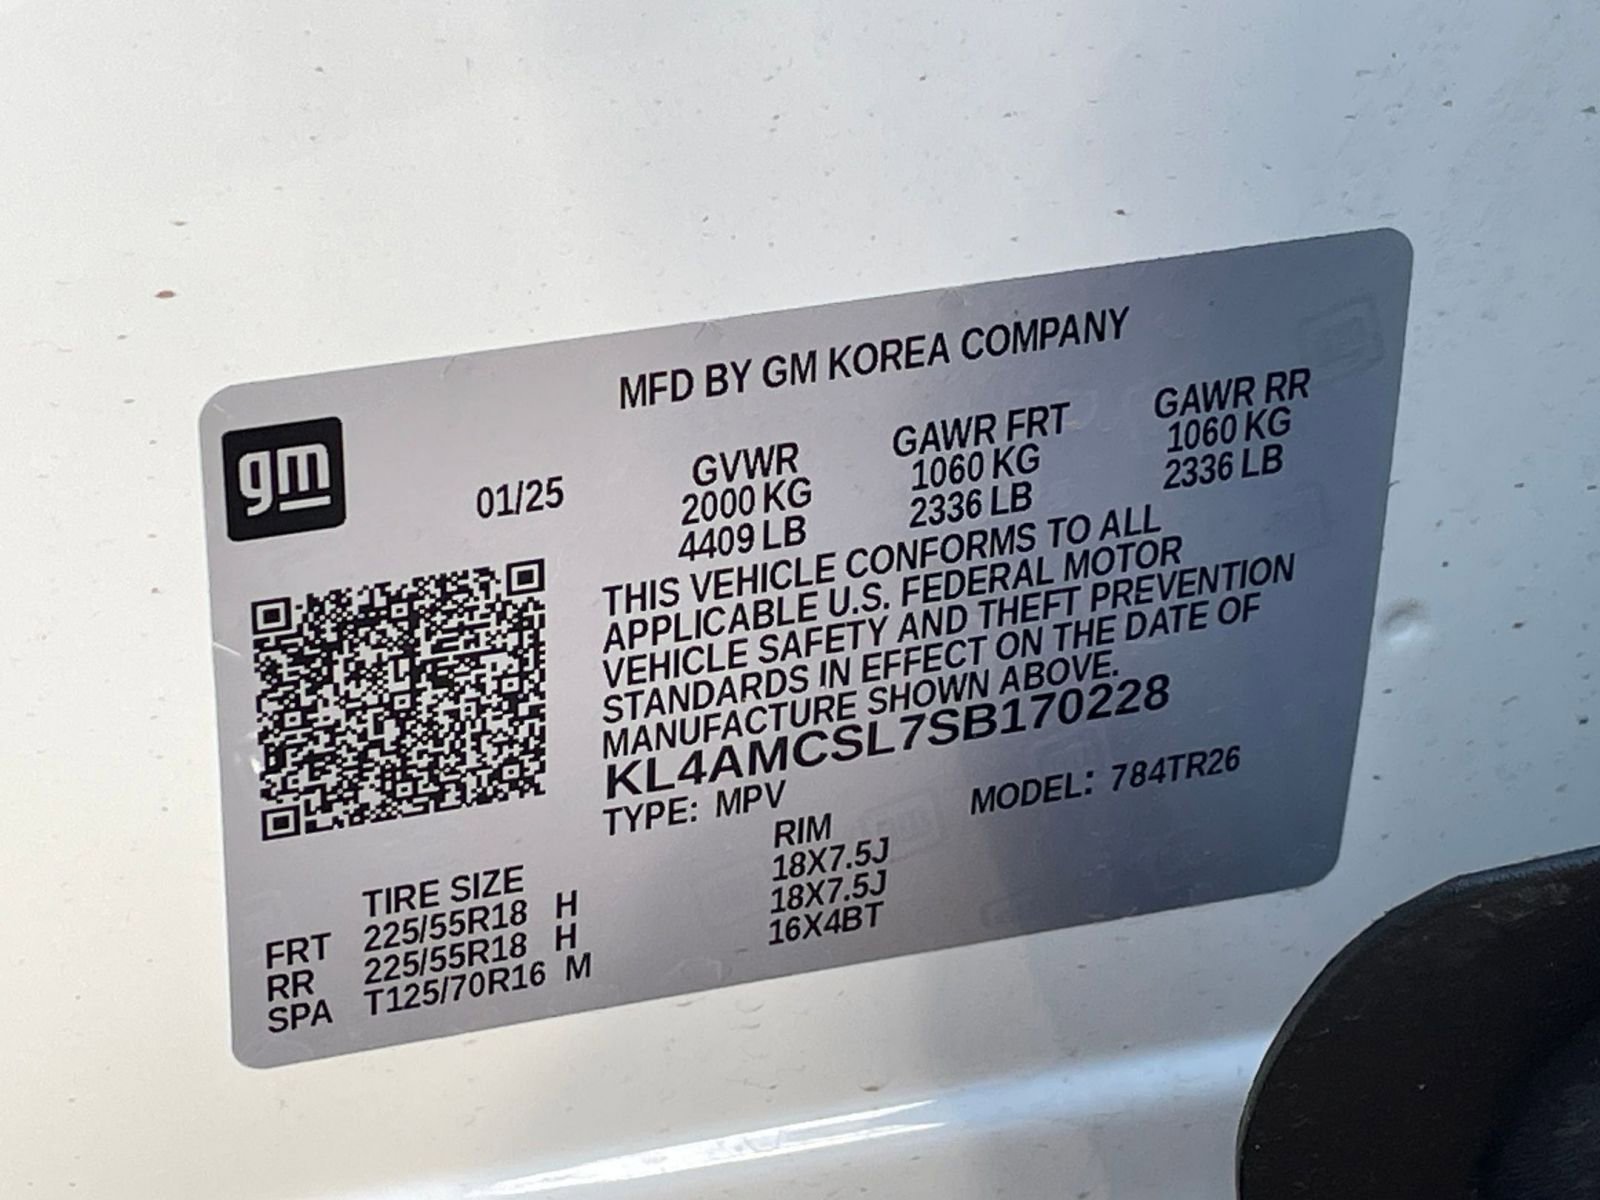 MFD BY GM KOREA COMPANY
gm
01/25
GVWR GAWR FRT GAWR RR
2000 KG 1060 KG 1060 KG
4409 LB 2336 LB 2336 LB
THIS VEHICLE CONFORMS TO ALL
APPLICABLE U.S. FEDERAL MOTOR
VEHICLE SAFETY AND THEFT PREVENTION
STANDARDS IN EFFECT ON THE DATE OF
MANUFACTURE SHOWN ABOVE.
KL4AMCSL7SB170228
TYPE: MPV MODEL: 784TR26
TIRE SIZE RIM
FRT 225/55R18 H 18X7.5J
RR 225/55R18 H 18X7.5J
SPA T125/70R16 M 16X4BT